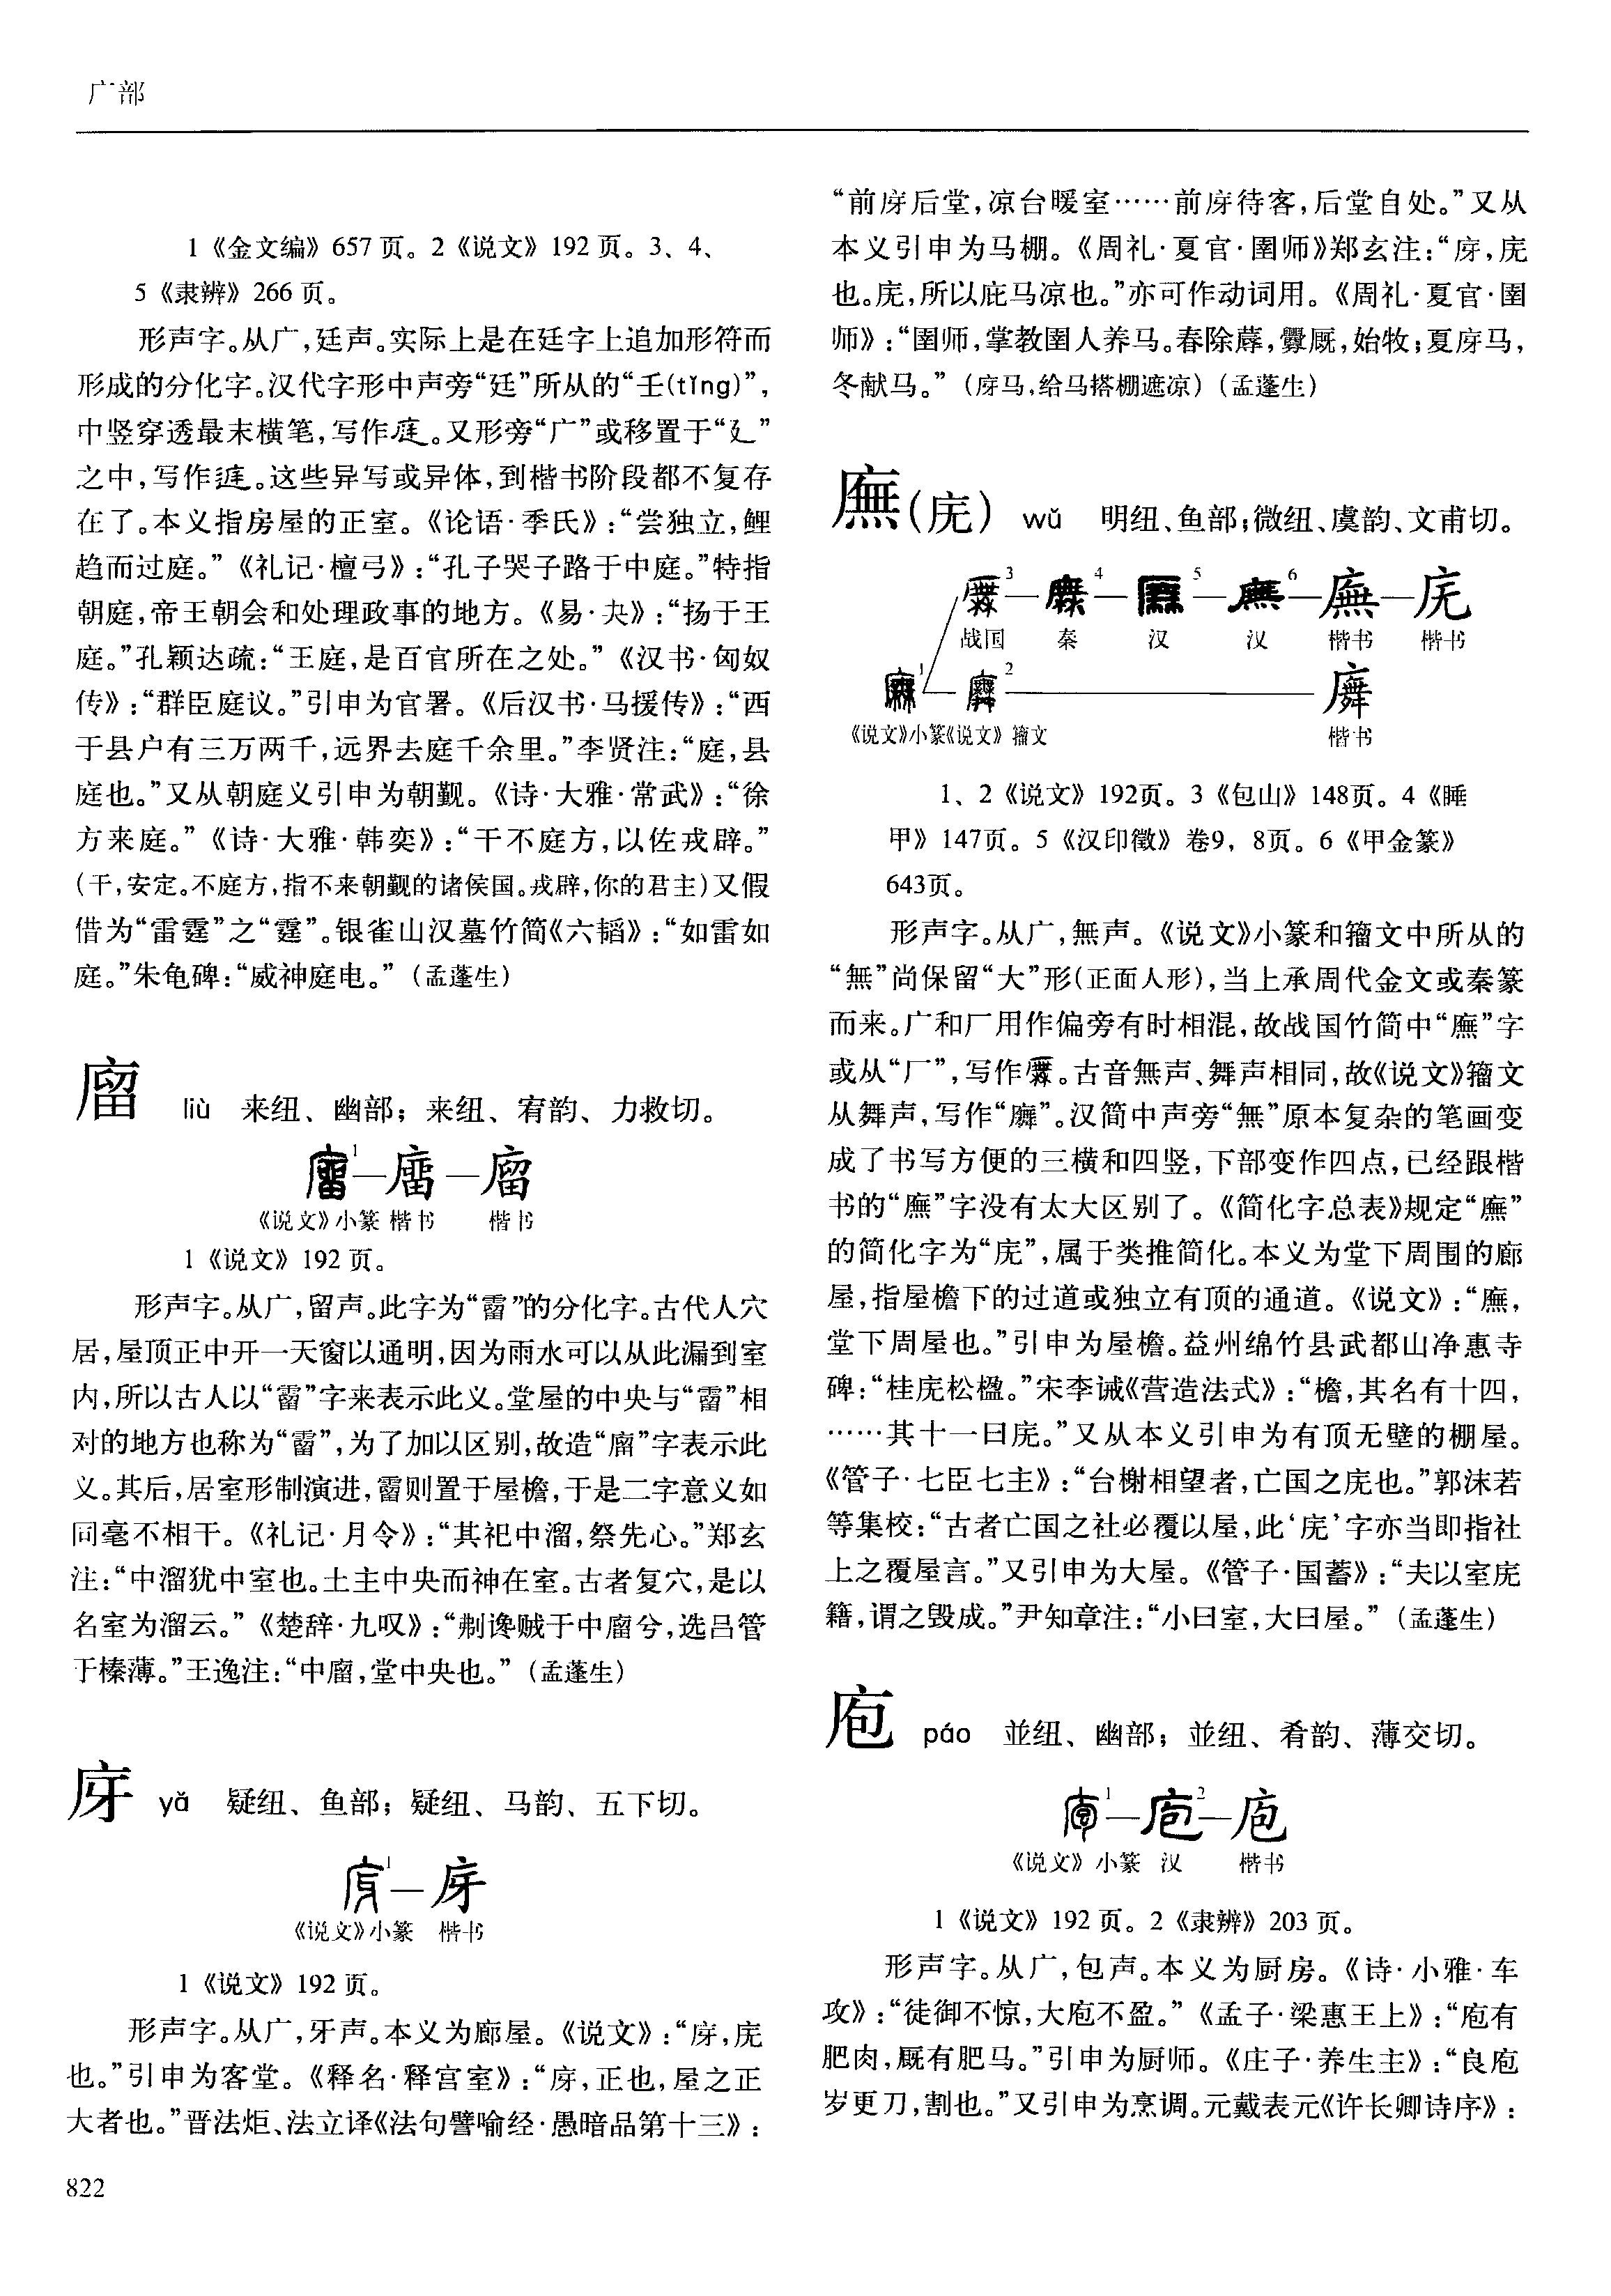 广部
1《金文编》657页。2《说文》192页。3、4、
5《隶辨》266页。
形声字。从广，廷声。实际上是在廷字上追加形符而
形成的分化字。汉代字形中声旁“廷”所从的“壬(tǐng)”，
中竖穿透最末横笔，写作。又形旁“广”或移置于“廴”
之中，写作。这些异写或异体，到楷书阶段都不复存
在了。本义指房屋的正室。《论语·季氏》：“尝独立，鲤
趋而过庭。”《礼记·檀弓》：“孔子哭子路于中庭。”特指
朝庭，帝王朝会和处理政事的地方。《易·夬》：“扬于王
庭。”孔颖达疏：“王庭，是百官所在之处。”《汉书·匈奴
传》：“群臣庭议。”引申为官署。《后汉书·马援传》：“西
于县户有三万两千，远界去庭千余里。”李贤注：“庭，县
庭也。”又从朝庭义引申为朝觐。《诗·大雅·常武》：“徐
方来庭。”《诗·大雅·韩奕》：“干不庭方，以佐戎辟。”
(干，安定。不庭方，指不来朝觐的诸侯国。戎辟，你的君主)又假
借为“雷霆”之“霆”。银雀山汉墓竹简《六韬》：“如雷如
庭。”朱龟碑：“威神庭电。”（孟蓬生）
廇 liù 来纽、幽部；来纽、宥韵、力救切。
1—廇—廇
《说文》小篆 楷书 楷书
1《说文》192页。
形声字。从广，留声。此字为“霤”的分化字。古代人穴
居，屋顶正中开一天窗以通明，因为雨水可以从此漏到室
内，所以古人以“霤”字来表示此义。堂屋的中央与“霤”相
对的地方也称为“霤”，为了加以区别，故造“廇”字表示此
义。其后，居室形制演进，霤则置于屋檐，于是二字意义如
同毫不相干。《礼记·月令》：“其祀中溜，祭先心。”郑玄
注：“中溜犹中室也。土主中央而神在室。古者复穴，是以
名室为溜云。”《楚辞·九叹》：“刜谗贼于中廇兮，选吕管
于榛薄。”王逸注：“中廇，堂中央也。”（孟蓬生）
庌 yǎ 疑纽、鱼部；疑纽、马韵、五下切。
1—庌
《说文》小篆 楷书
1《说文》192页。
形声字。从广，牙声。本义为廊屋。《说文》：“庌，庑
也。”引申为客堂。《释名·释宫室》：“庌，正也，屋之正
大者也。”晋法炬、法立译《法句譬喻经·愚暗品第十三》：
822
“前庌后堂，凉台暖室……前庌待客，后堂自处。”又从
本义引申为马棚。《周礼·夏官·圉师》郑玄注：“庌，庑
也。庑，所以庇马凉也。”亦可作动词用。《周礼·夏官·圉
师》：“圉师，掌教圉人养马。春除蓐，衅厩，始牧；夏庌马，
冬献马。”（庌马，给马搭棚遮凉）（孟蓬生）
廡(庑) wǔ 明纽、鱼部；微纽、虞韵、文甫切。
3—4—5—6—廡—庑
战国 秦 汉 汉 楷书 楷书
1 2
《说文》小篆《说文》籀文 楷书
1、2《说文》192页。3《包山》148页。4《睡
甲》147页。5《汉印徵》卷9，8页。6《甲金篆》
643页。
形声字。从广，無声。《说文》小篆和籀文中所从的
“無”尚保留“大”形(正面人形)，当上承周代金文或秦篆
而来。广和厂用作偏旁有时相混，故战国竹简中“廡”字
或从“厂”，写作。古音無声、舞声相同，故《说文》籀文
从舞声，写作“”。汉简中声旁“無”原本复杂的笔画变
成了书写方便的三横和四竖，下部变作四点，已经跟楷
书的“廡”字没有太大区别了。《简化字总表》规定“廡”
的简化字为“庑”，属于类推简化。本义为堂下周围的廊
屋，指屋檐下的过道或独立有顶的通道。《说文》：“廡，
堂下周屋也。”引申为屋檐。益州绵竹县武都山净惠寺
碑：“桂庑松楹。”宋李诫《营造法式》：“檐，其名有十四，
……其十一曰庑。”又从本义引申为有顶无壁的棚屋。
《管子·七臣七主》：“台榭相望者，亡国之庑也。”郭沫若
等集校：“古者亡国之社必覆以屋，此‘庑’字亦当即指社
上之覆屋言。”又引申为大屋。《管子·国蓄》：“夫以室庑
籍，谓之毁成。”尹知章注：“小曰室，大曰屋。”（孟蓬生）
庖 páo 並纽、幽部；並纽、肴韵、薄交切。
1—2—庖
《说文》小篆 汉 楷书
1《说文》192页。2《隶辨》203页。
形声字。从广，包声。本义为厨房。《诗·小雅·车
攻》：“徒御不惊，大庖不盈。”《孟子·梁惠王上》：“庖有
肥肉，厩有肥马。”引申为厨师。《庄子·养生主》：“良庖
岁更刀，割也。”又引申为烹调。元戴表元《许长卿诗序》：